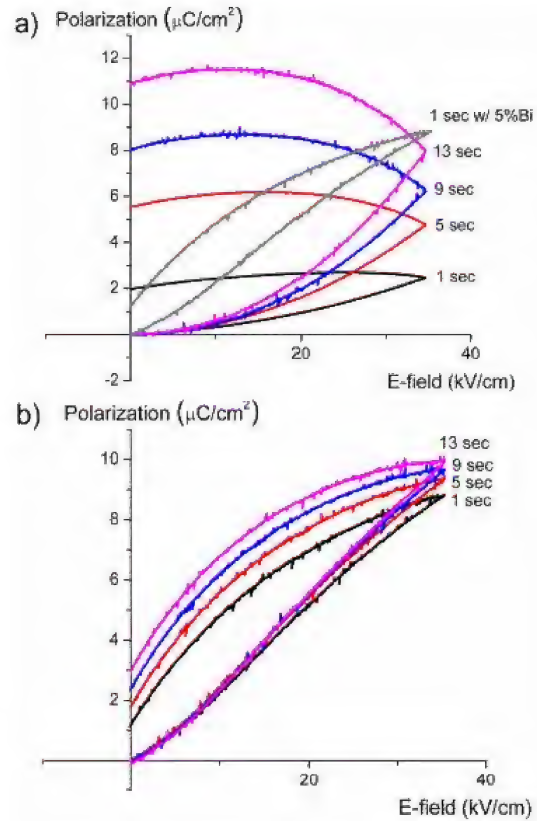 a)
Polarization (μC/cm²)
12
10
8
6
4
2
-2
20
40
1 sec w/ 5%Bi
13 sec
9 sec
5 sec
1 sec
E-field (kV/cm)
b)
Polarization (μC/cm²)
10
8
6
4
2
20
40
13 sec
9 sec
5 sec
1 sec
E-field (kV/cm)